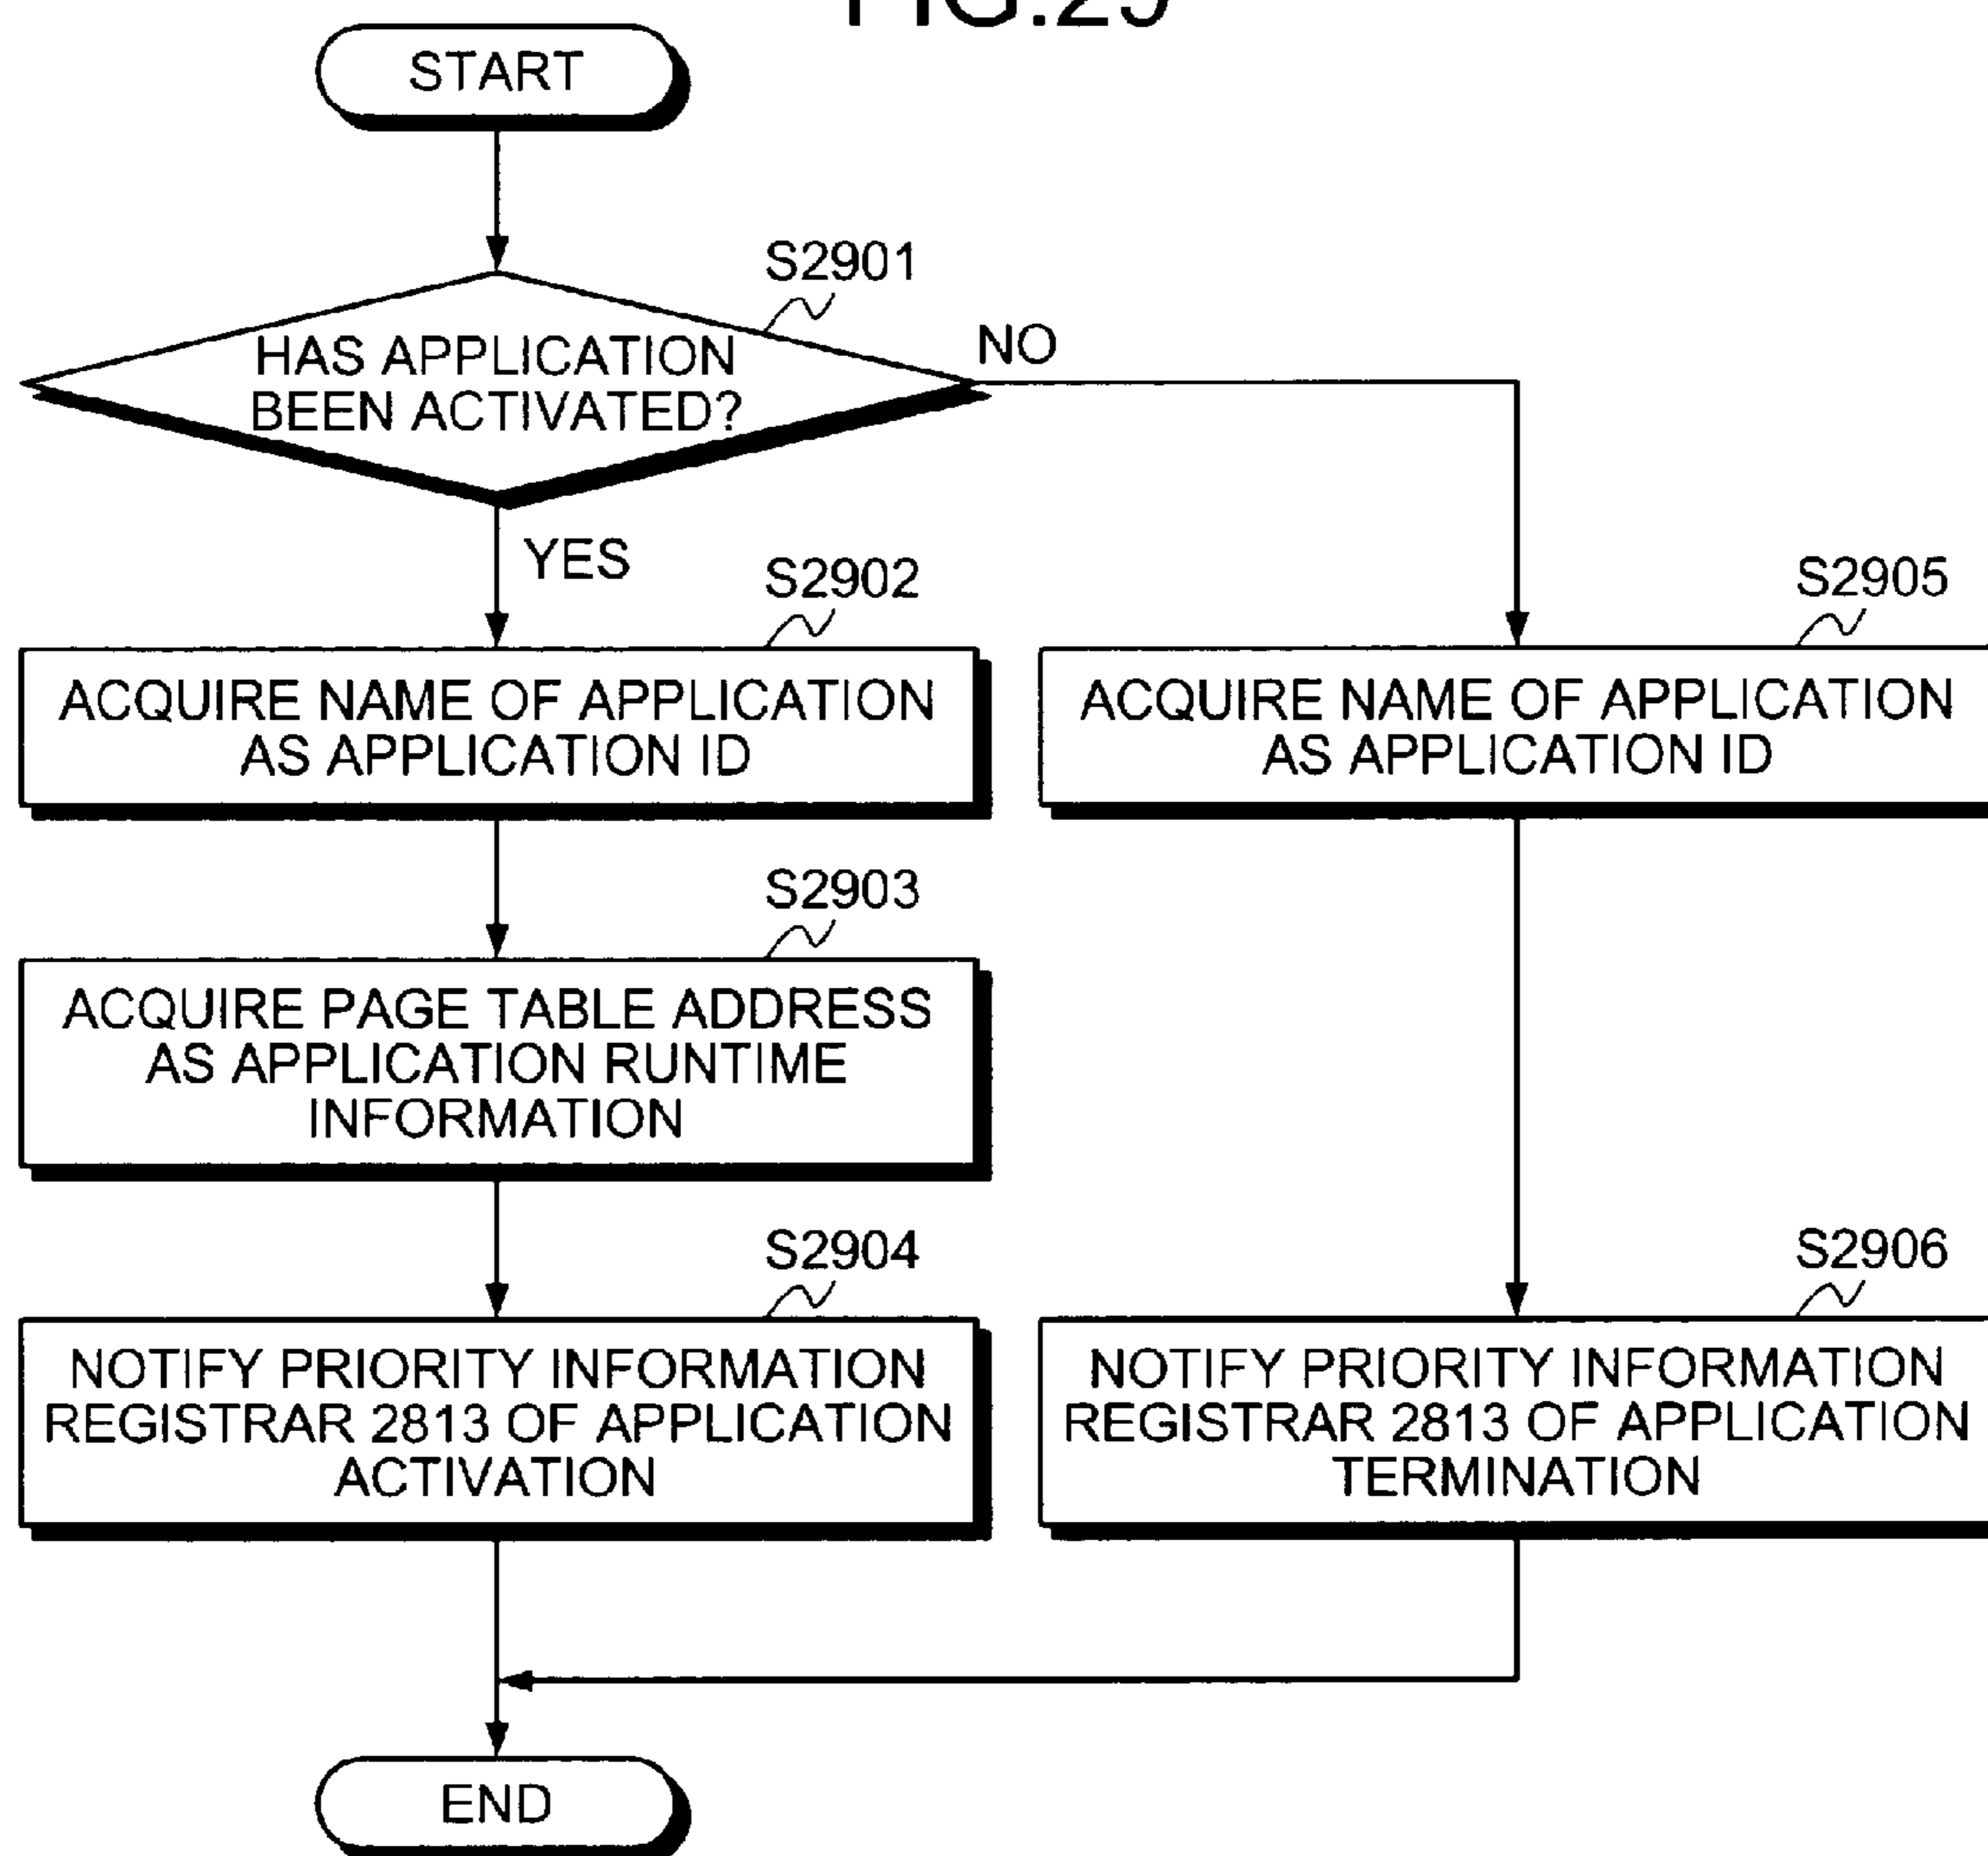 FIG.29
START
S2901
HAS APPLICATION
BEEN ACTIVATED?
NO
YES
S2902
ACQUIRE NAME OF APPLICATION
AS APPLICATION ID
S2905
ACQUIRE NAME OF APPLICATION
AS APPLICATION ID
S2903
ACQUIRE PAGE TABLE ADDRESS
AS APPLICATION RUNTIME
INFORMATION
S2904
NOTIFY PRIORITY INFORMATION
REGISTRAR 2813 OF APPLICATION
ACTIVATION
S2906
NOTIFY PRIORITY INFORMATION
REGISTRAR 2813 OF APPLICATION
TERMINATION
END